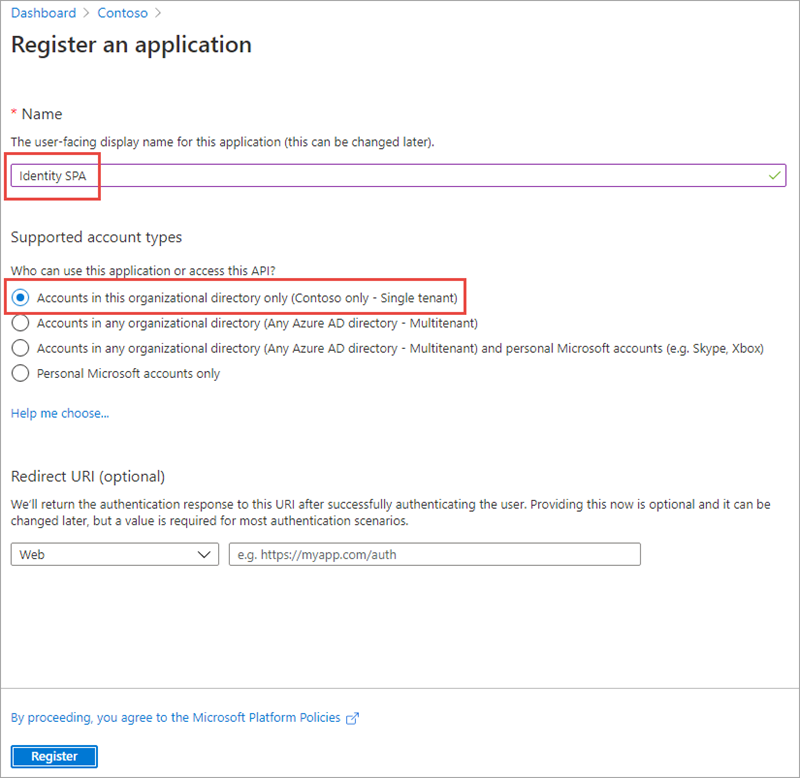 Dashboard > Contoso >
Register an application
* Name
The user-facing display name for this application (this can be changed later).
Identity SPA
Supported account types
Who can use this application or access this API?
Accounts in this organizational directory only (Contoso only - Single tenant)
Accounts in any organizational directory (Any Azure AD directory - Multitenant)
Accounts in any organizational directory (Any Azure AD directory - Multitenant) and personal Microsoft accounts (e.g. Skype, Xbox)
Personal Microsoft accounts only
Help me choose...
Redirect URI (optional)
We'll return the authentication response to this URI after successfully authenticating the user. Providing this now is optional and it can be
changed later, but a value is required for most authentication scenarios.
Web e.g. https://myapp.com/auth
By proceeding, you agree to the Microsoft Platform Policies
Register